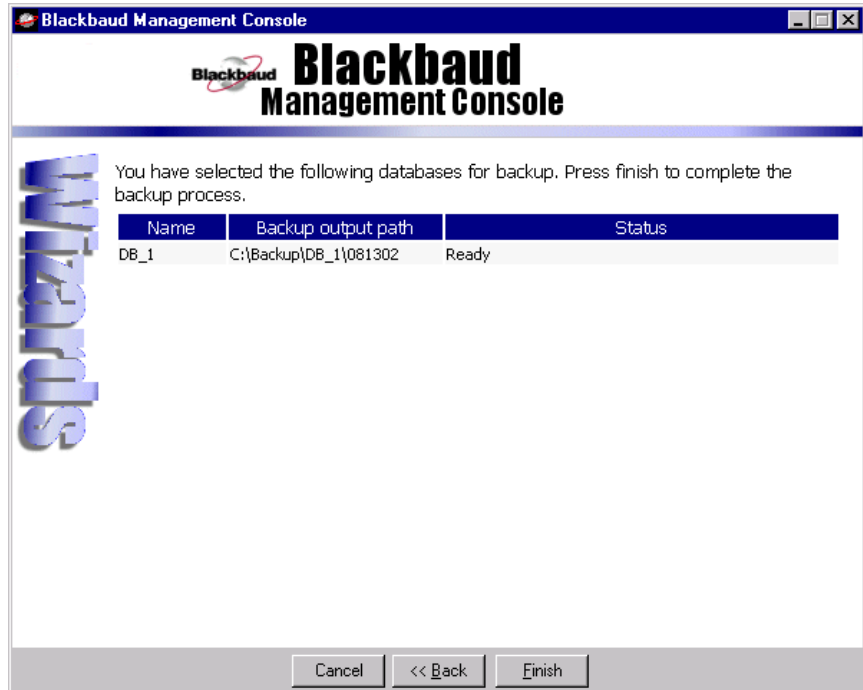 Blackbaud Management Console
Blackbaud
Blackbaud
Management Console
Wizards
You have selected the following databases for backup. Press finish to complete the
backup process.
Name Backup output path Status
DB_1 C:\Backup\DB_1\081302 Ready
Cancel << Back Finish